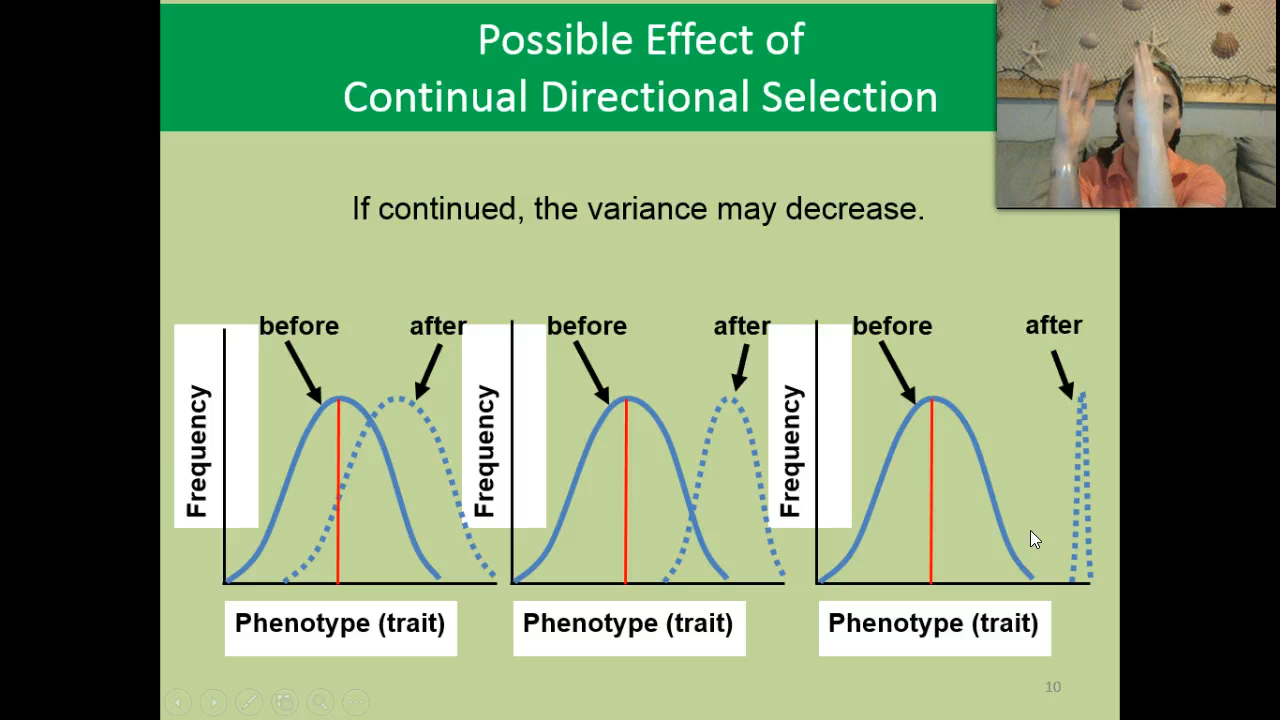 Possible Effect of
Continual Directional Selection
If continued, the variance may decrease.
before
after
before
after
before
after
Frequency
Frequency
Frequency
Phenotype (trait)
Phenotype (trait)
Phenotype (trait)
10